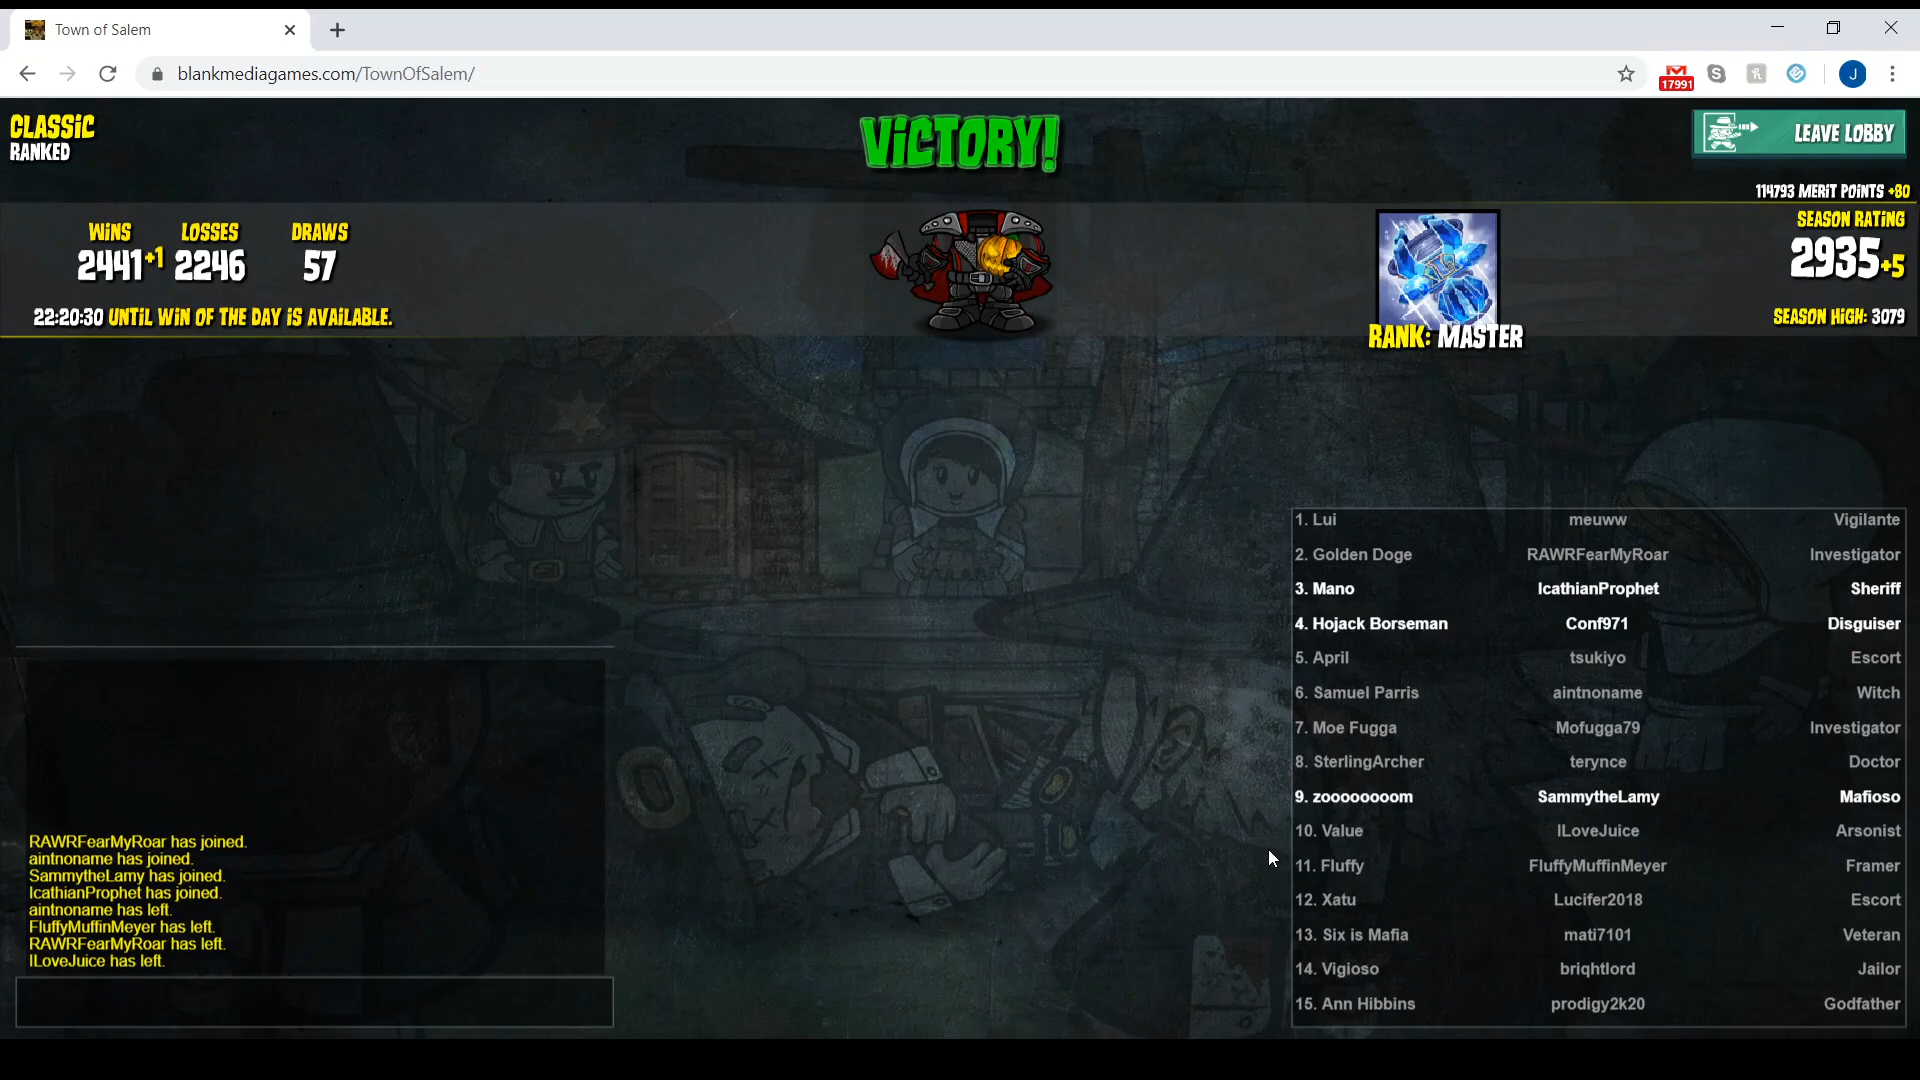 Town of Salem
blankmediagames.com/TownOfSalem/
17991
J
CLASSIC
RANKED
VICTORY!
LEAVE LOBBY
114793 MERIT POINTS +80
WINS LOSSES DRAWS
2441+1 2246 57
22:20:30 UNTIL WIN OF THE DAY IS AVAILABLE.
RANK: MASTER
SEASON RATING
2935+5
SEASON HIGH: 3079
1. Lui meuww Vigilante
2. Golden Doge RAWRFearMyRoar Investigator
3. Mano IcathianProphet Sheriff
4. Hojack Borseman Conf971 Disguiser
5. April tsukiyo Escort
6. Samuel Parris aintnoname Witch
7. Moe Fugga Mofugga79 Investigator
8. SterlingArcher terynce Doctor
9. zoooooooom SammytheLamy Mafioso
10. Value ILoveJuice Arsonist
11. Fluffy FluffyMuffinMeyer Framer
12. Xatu Lucifer2018 Escort
13. Six is Mafia mati7101 Veteran
14. Vigioso briqhtlord Jailor
15. Ann Hibbins prodigy2k20 Godfather
RAWRFearMyRoar has joined.
aintnoname has joined.
SammytheLamy has joined.
IcathianProphet has joined.
aintnoname has left.
FluffyMuffinMeyer has left.
RAWRFearMyRoar has left.
ILoveJuice has left.